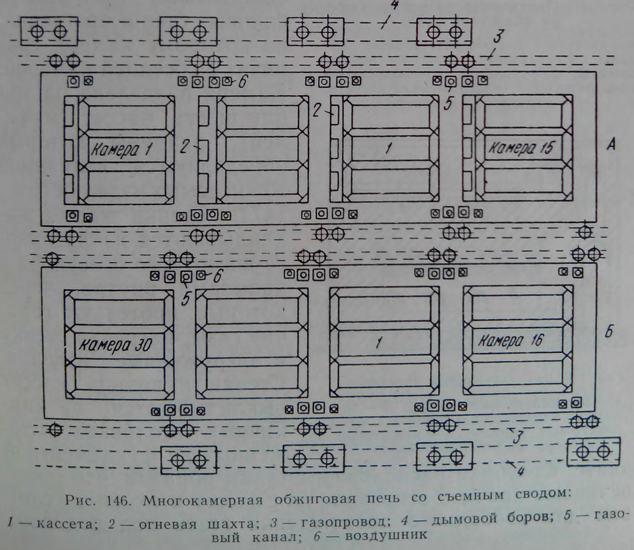 4
3
6
5
2
2
Камера 1
1
Камера 15
А
6
5
Камера 30
1
Камера 16
Б
3
4
Рис. 146. Многокамерная обжиговая печь со съемным сводом:
1 — кассета; 2 — огневая шахта; 3 — газопровод; 4 — дымовой боров; 5 — газо-
вый канал; 6 — воздушник